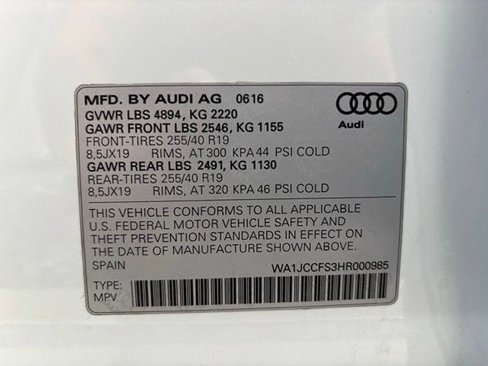 MFD. BY AUDI AG 0616
GVWR LBS 4894, KG 2220
GAWR FRONT LBS 2546, KG 1155
FRONT-TIRES 255/40 R19
8,5JX19 RIMS, AT 300 KPA 44 PSI COLD
GAWR REAR LBS 2491, KG 1130
REAR-TIRES 255/40 R19
8,5JX19 RIMS, AT 320 KPA 46 PSI COLD
Audi
THIS VEHICLE CONFORMS TO ALL APPLICABLE
U.S. FEDERAL MOTOR VEHICLE SAFETY AND
THEFT PREVENTION STANDARDS IN EFFECT ON
THE DATE OF MANUFACTURE SHOWN ABOVE.
SPAIN WA1JCCFS3HR000985
TYPE:
MPV